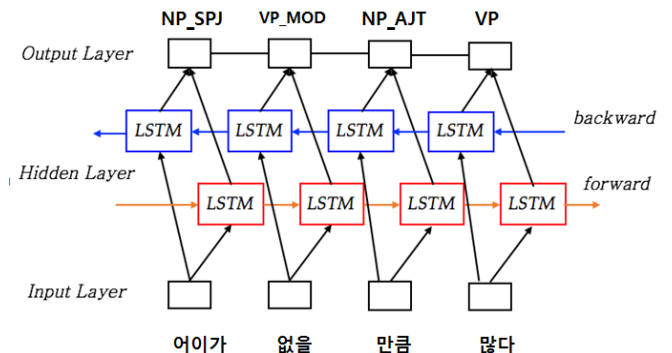 NP_SPJ VP_MOD NP_AJT VP
Output Layer
LSTM LSTM LSTM LSTM backward
Hidden Layer
LSTM LSTM LSTM LSTM forward
Input Layer
어이가 없을 만큼 많다